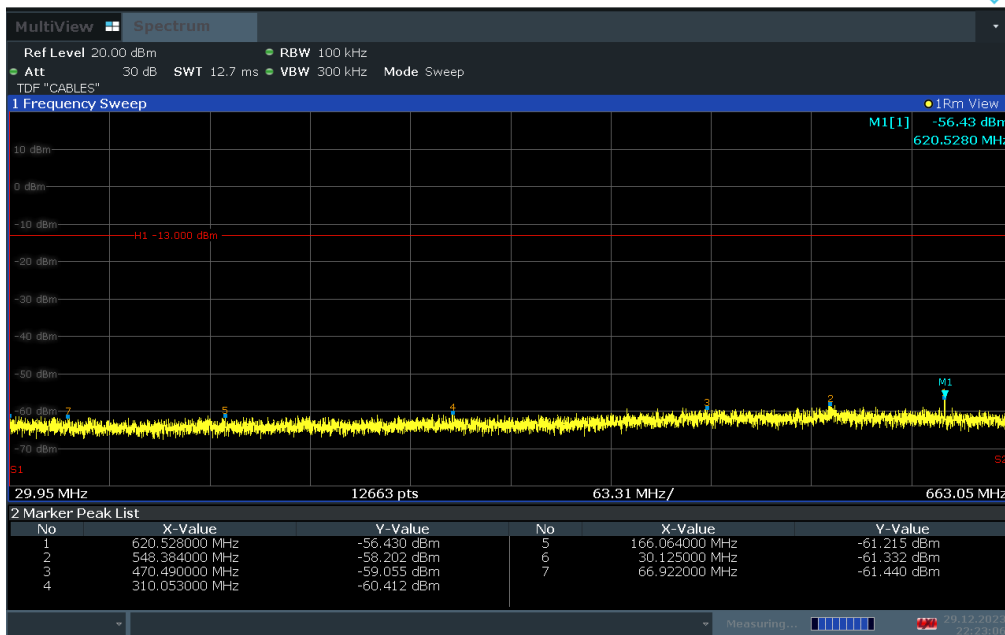 MultiView Spectrum
Ref Level 20.00 dBm RBW 100 kHz
Att 30 dB SWT 12.7 ms VBW 300 kHz Mode Sweep
TDF "CABLES"
1 Frequency Sweep 1Rm View
M1[1] -56.43 dBm
620.5280 MHz
10 dBm
0 dBm
-10 dBm
H1 -13.000 dBm
-20 dBm
-30 dBm
-40 dBm
-50 dBm
M1
-60 dBm 7 5 4 3 2
-70 dBm
S1 S2
29.95 MHz 12663 pts 63.31 MHz/ 663.05 MHz
2 Marker Peak List
No X-Value Y-Value No X-Value Y-Value
1 620.528000 MHz -56.430 dBm 5 166.064000 MHz -61.215 dBm
2 548.384000 MHz -58.202 dBm 6 30.125000 MHz -61.332 dBm
3 470.490000 MHz -59.055 dBm 7 66.922000 MHz -61.440 dBm
4 310.053000 MHz -60.412 dBm
Measuring... 29.12.2023